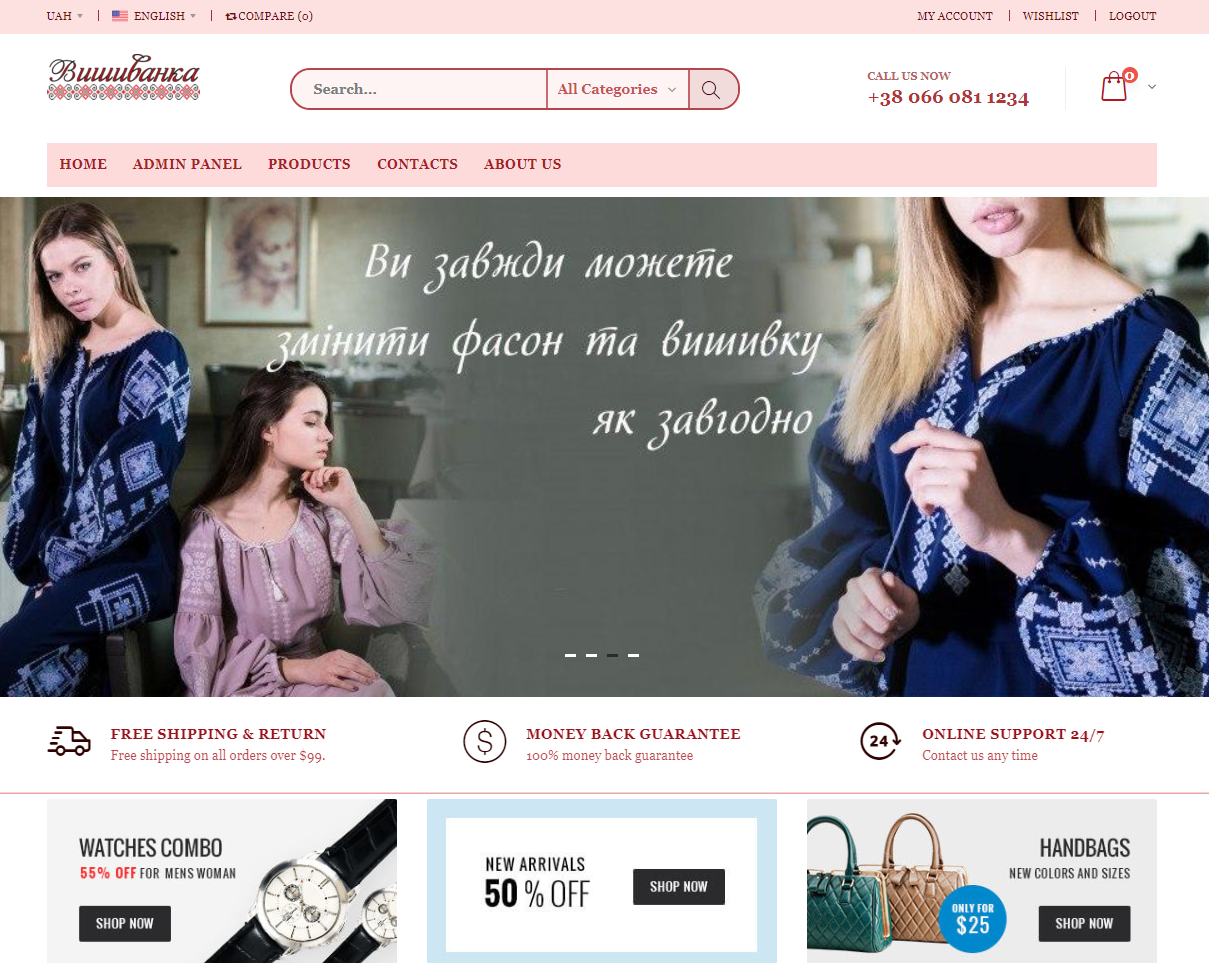 UAH
ENGLISH
COMPARE (0)
MY ACCOUNT
WISHLIST
LOGOUT
Вишиванка
Search...
All Categories
CALL US NOW
+38 066 081 1234
0
HOME
ADMIN PANEL
PRODUCTS
CONTACTS
ABOUT US
Ви завжди можете
змінити фасон та вишивку
як завгодно
FREE SHIPPING & RETURN
Free shipping on all orders over $99.
$
MONEY BACK GUARANTEE
100% money back guarantee
24
ONLINE SUPPORT 24/7
Contact us any time
WATCHES COMBO
55% OFF FOR MENS WOMAN
SHOP NOW
NEW ARRIVALS
50 % OFF
SHOP NOW
HANDBAGS
NEW COLORS AND SIZES
ONLY FOR
$25
SHOP NOW